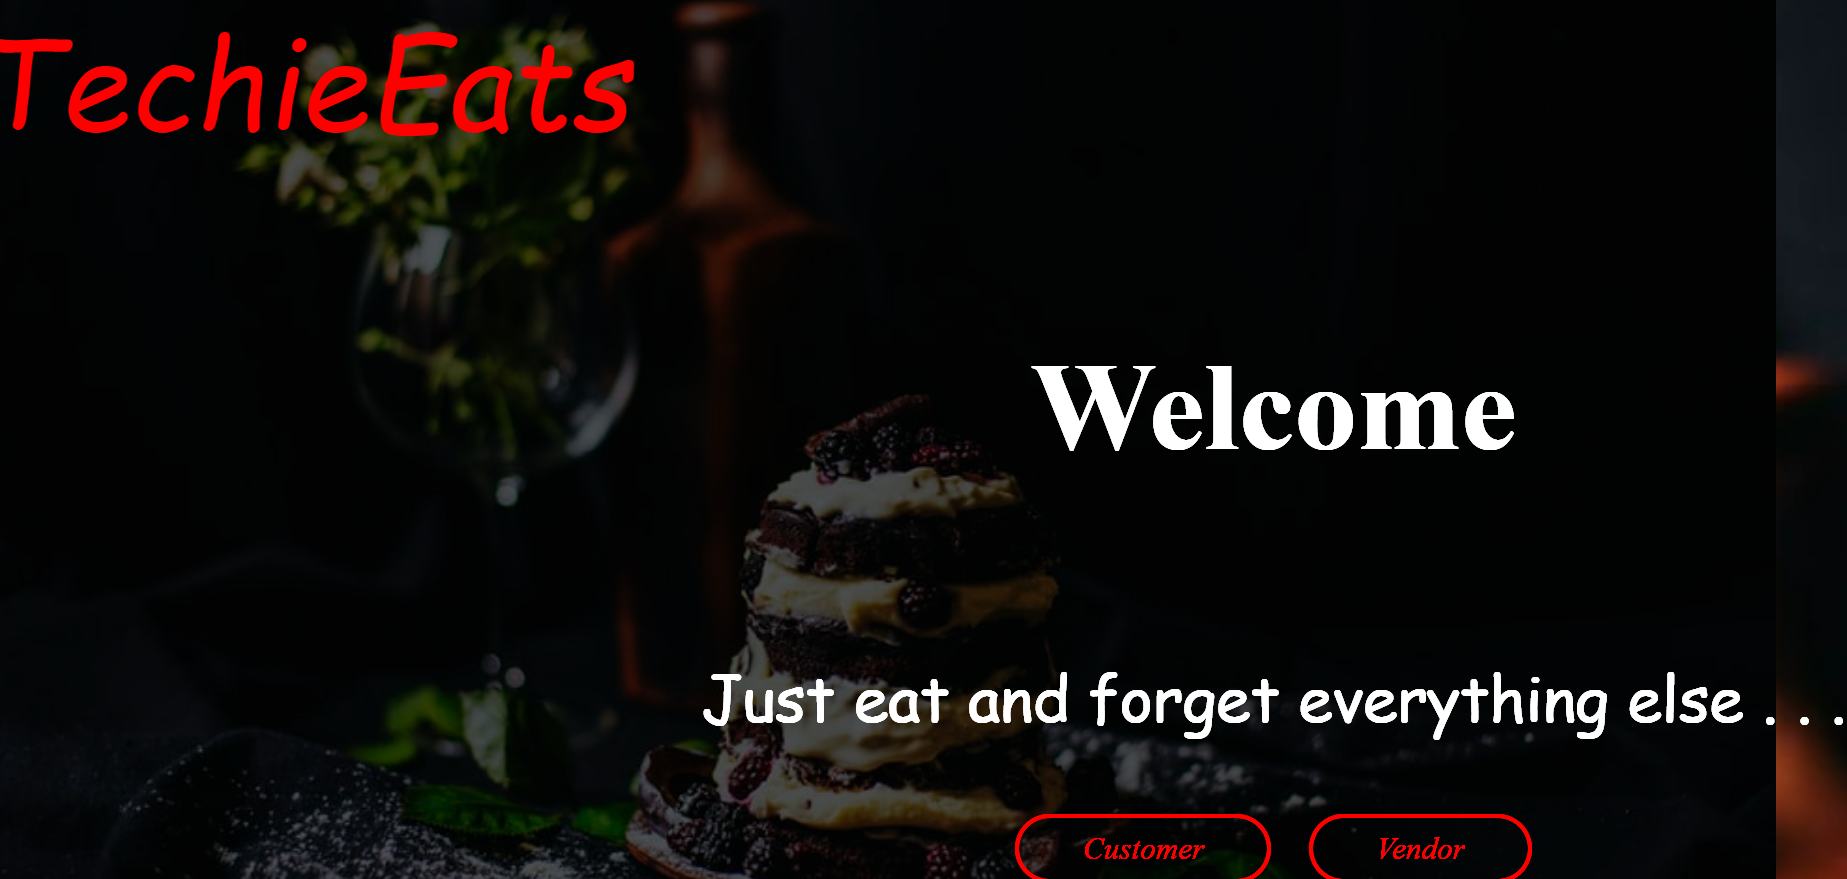 TechieEats
Welcome
Just eat and forget everything else . . .
Customer
Vendor